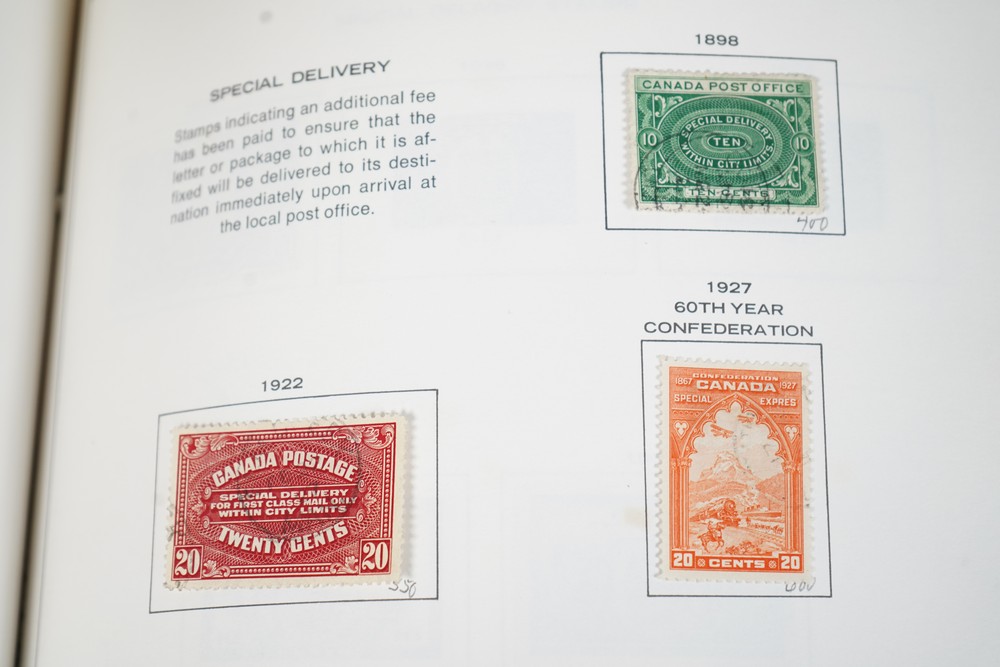 SPECIAL DELIVERY
Stamps indicating an additional fee
has been paid to ensure that the
letter or package to which it is af-
fixed will be delivered to its desti-
nation immediately upon arrival at
the local post office.
1898
CANADA POST OFFICE
SPECIAL DELIVERY
10 TEN 10
WITHIN CITY LIMITS
TEN CENTS
400
1927
60TH YEAR
CONFEDERATION
CONFEDERATION
1867 CANADA 1927
SPECIAL EXPRES
20 CENTS 20
600
1922
CANADA POSTAGE
SPECIAL DELIVERY
FOR FIRST CLASS MAIL ONLY
WITHIN CITY LIMITS
TWENTY CENTS
20 20
550